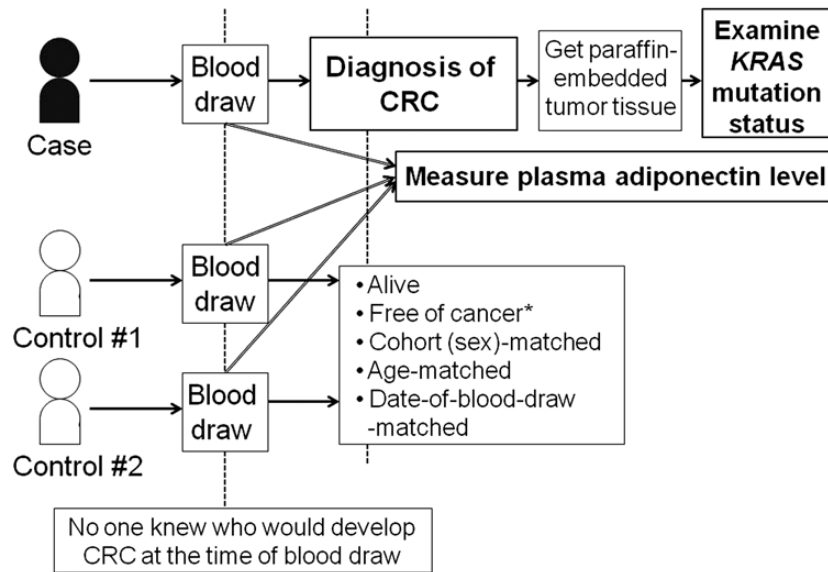 Case
Blood
draw
Diagnosis of
CRC
Get paraffin-
embedded
tumor tissue
Examine
KRAS
mutation
status
Measure plasma adiponectin level
Control #1
Blood
draw
• Alive
• Free of cancer*
• Cohort (sex)-matched
• Age-matched
• Date-of-blood-draw
-matched
Control #2
Blood
draw
No one knew who would develop
CRC at the time of blood draw